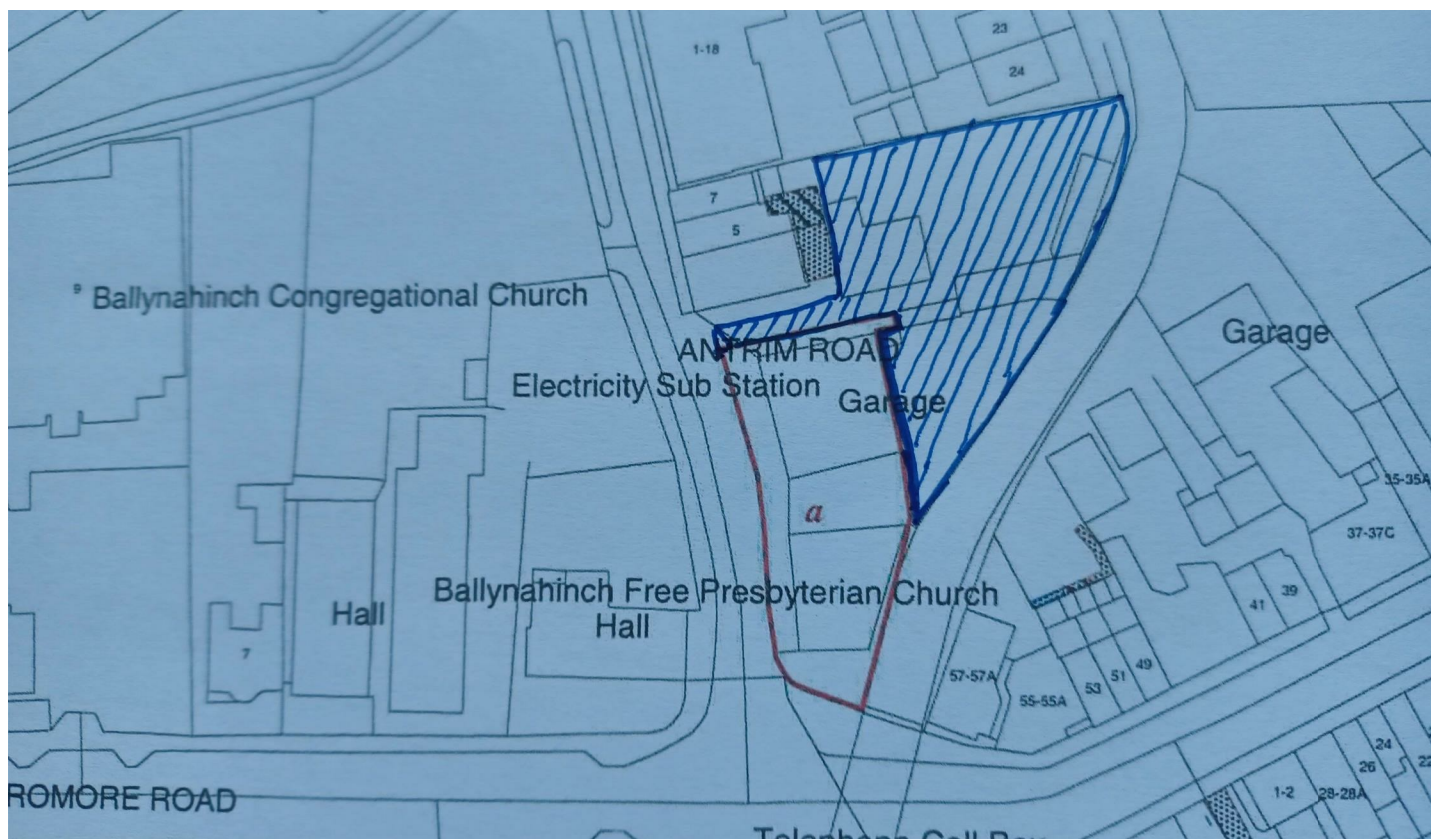 23
1-18
24
7
5
9 Ballynahinch Congregational Church
Garage
ANTRIM ROAD
Electricity Sub Station
Garage
35-35A
a
37-37C
Ballynahinch Free Presbyterian Church
Hall
Hall
41
39
7
49
51
57-57A
53
55-55A
24
26
1-2
28-28A
ROMORE ROAD